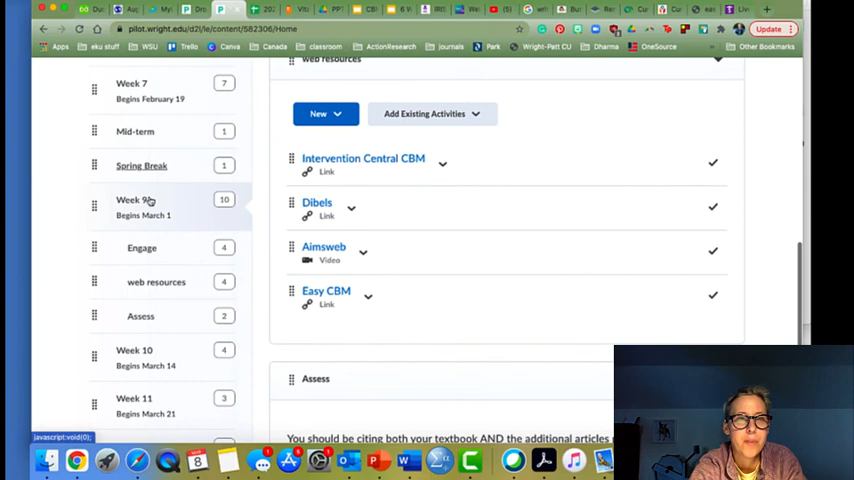 Update
pilot.wright.edu/d2l/le/content/582306/Home
Apps
eku stuff
WSU
Trello
Canva
Canada
classroom
ActionResearch
journals
Park
Wright-Patt CU
Dharma
OneSource
Other Bookmarks
Week 7
7
Begins February 19
Mid-term
1
Spring Break
1
Week 9
10
Begins March 1
Engage
4
web resources
4
Assess
2
Week 10
4
Begins March 14
Week 11
3
Begins March 21
web resources
New
Add Existing Activities
Intervention Central CBM
Link
Dibels
Link
Aimsweb
Video
Easy CBM
Link
Assess
You should be citing both your textbook AND the additional articles
javascript:void(0);